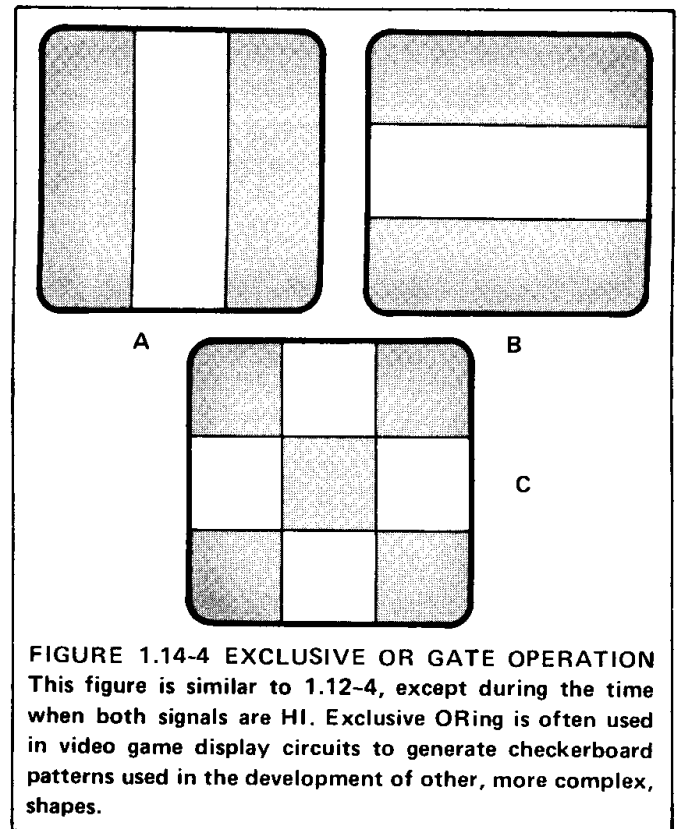 A
B
C
FIGURE 1.14-4 EXCLUSIVE OR GATE OPERATION
This figure is similar to 1.12-4, except during the time
when both signals are HI. Exclusive ORing is often used
in video game display circuits to generate checkerboard
patterns used in the development of other, more complex,
shapes.